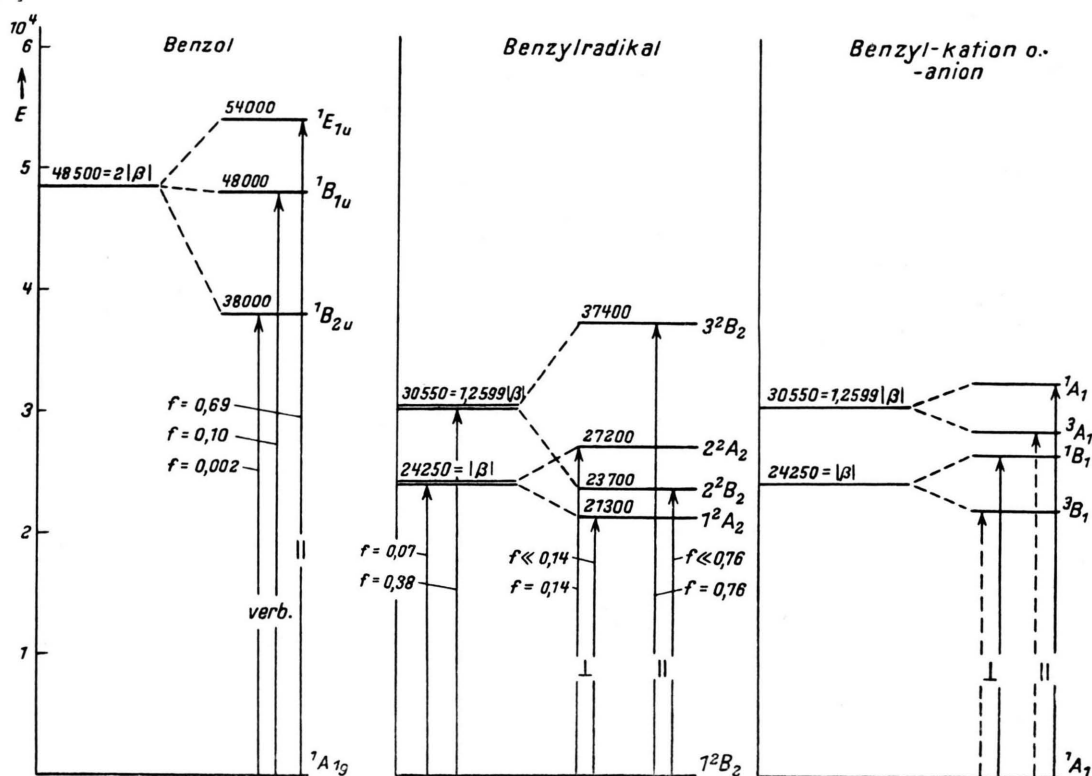 10⁴
6
↑
E
5
4
3
2
1
Benzol
54000
¹E₁ᵤ
48500=2|β|
48000
¹B₁ᵤ
38000
¹B₂ᵤ
f=0,69
f=0,10
f=0,002
||
verb.
¹A₁g
Benzylradikal
37400
3²B₂
30550=1,2599|β|
27200
2²A₂
24250=|β|
23700
2²B₂
21300
1²A₂
f=0,07
f=0,38
f≪0,14
f=0,14
f≪0,76
f=0,76
⊥
||
1²B₂
Benzyl-kation o.
-anion
30550=1,2599|β|
¹A₁
³A₁
¹B₁
24250=|β|
³B₁
⊥
||
¹A₁